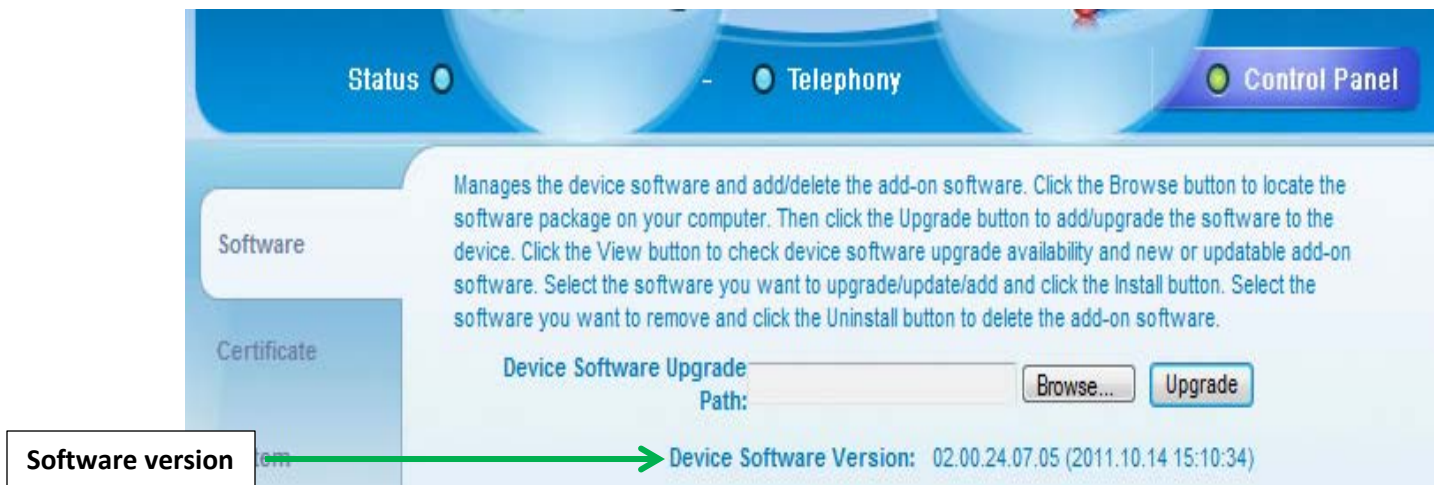 Status
-
Telephony
Control Panel
Software
Manages the device software and add/delete the add-on software. Click the Browse button to locate the
software package on your computer. Then click the Upgrade button to add/upgrade the software to the
device. Click the View button to check device software upgrade availability and new or updatable add-on
software. Select the software you want to upgrade/update/add and click the Install button. Select the
software you want to remove and click the Uninstall button to delete the add-on software.
Certificate
Device Software Upgrade
Path:
Browse...
Upgrade
Software version
Device Software Version: 02.00.24.07.05 (2011.10.14 15:10:34)